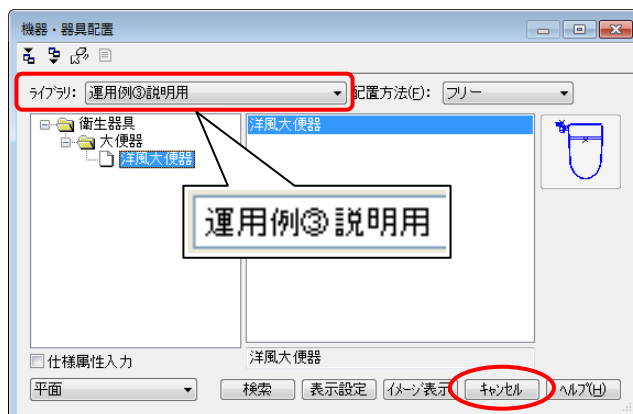 機器・器具配置
ライブラリ: 運用例③説明用 配置方法(F): フリー
衛生器具
大便器
洋風大便器
洋風大便器
運用例③説明用
仕様属性入力
洋風大便器
平面 検索 表示設定 イメージ表示 キャンセル ヘルプ(H)